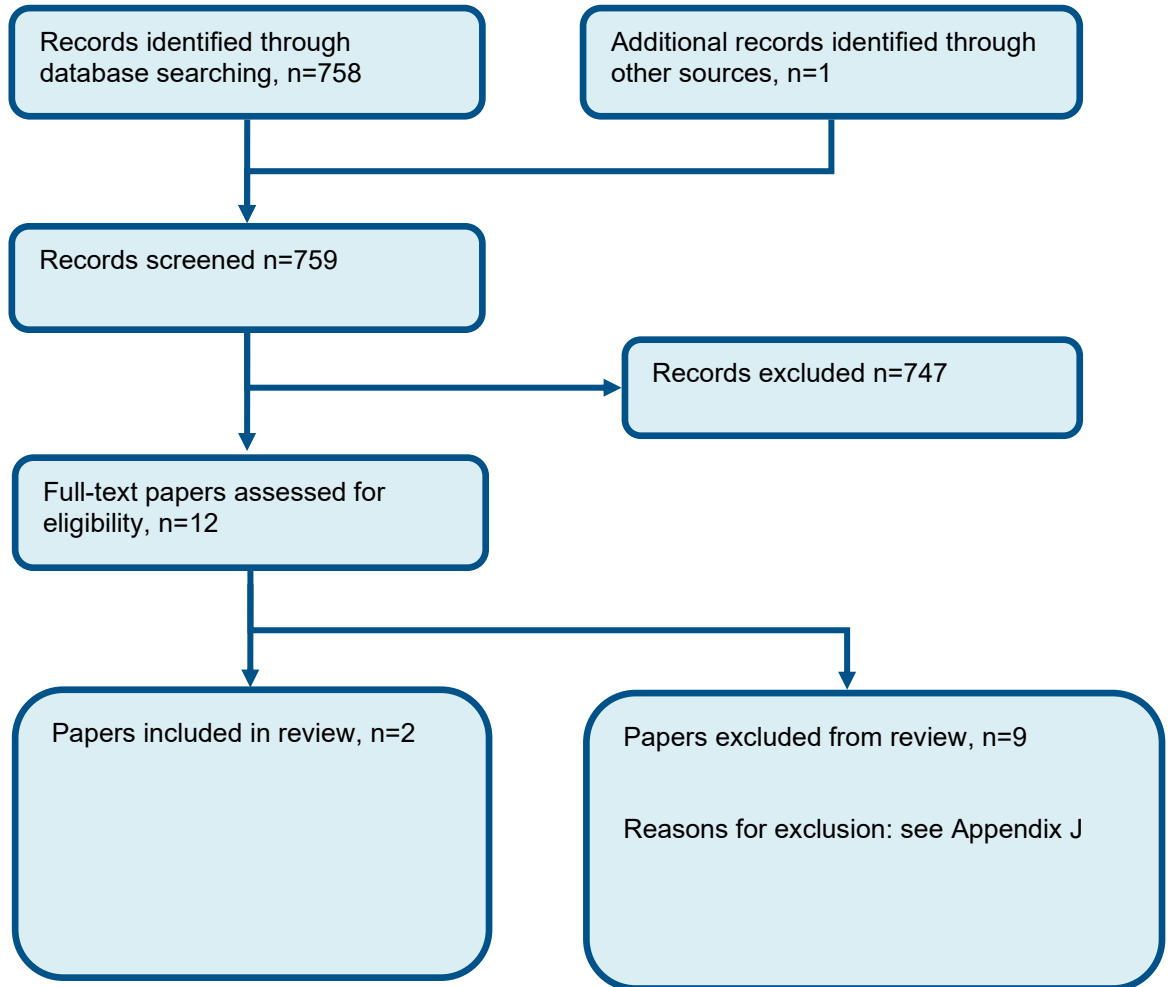 Records identified through
database searching, n=758
Additional records identified through
other sources, n=1
Records screened n=759
Records excluded n=747
Full-text papers assessed for
eligibility, n=12
Papers included in review, n=2
Papers excluded from review, n=9
Reasons for exclusion: see Appendix J